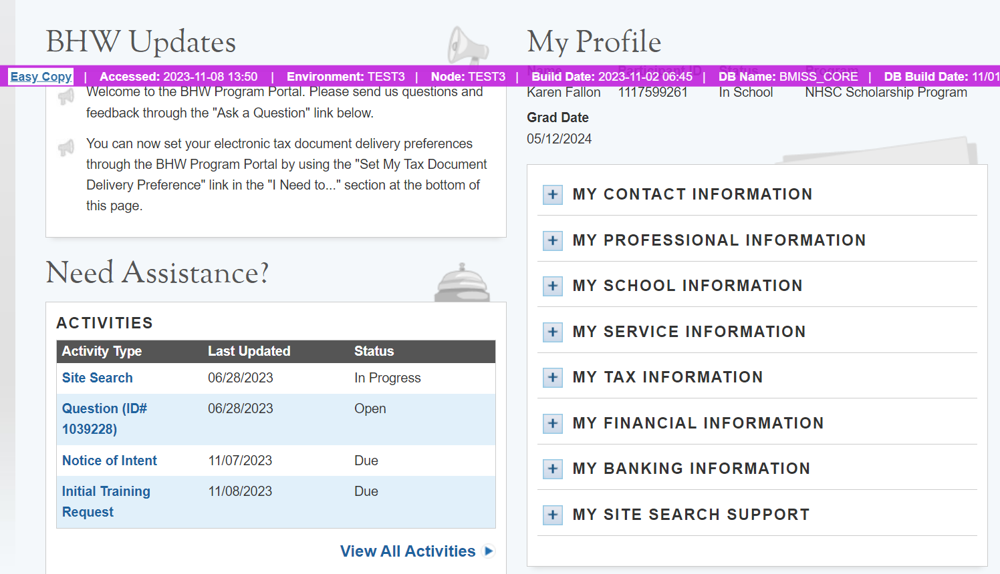 BHW Updates
Easy Copy | Accessed: 2023-11-08 13:50 | Environment: TEST3 | Node: TEST3 | Build Date: 2023-11-02 06:45 | DB Name: BMISS_CORE | DB Build Date: 11/01
Welcome to the BHW Program Portal. Please send us questions and
feedback through the "Ask a Question" link below.
You can now set your electronic tax document delivery preferences
through the BHW Program Portal by using the "Set My Tax Document
Delivery Preference" link in the "I Need to..." section at the bottom of
this page.
Need Assistance?
ACTIVITIES
Activity Type Last Updated Status
Site Search 06/28/2023 In Progress
Question (ID# 06/28/2023 Open
1039228)
Notice of Intent 11/07/2023 Due
Initial Training 11/08/2023 Due
Request
View All Activities
My Profile
Name Participant ID Status Program
Karen Fallon 1117599261 In School NHSC Scholarship Program
Grad Date
05/12/2024
MY CONTACT INFORMATION
MY PROFESSIONAL INFORMATION
MY SCHOOL INFORMATION
MY SERVICE INFORMATION
MY TAX INFORMATION
MY FINANCIAL INFORMATION
MY BANKING INFORMATION
MY SITE SEARCH SUPPORT